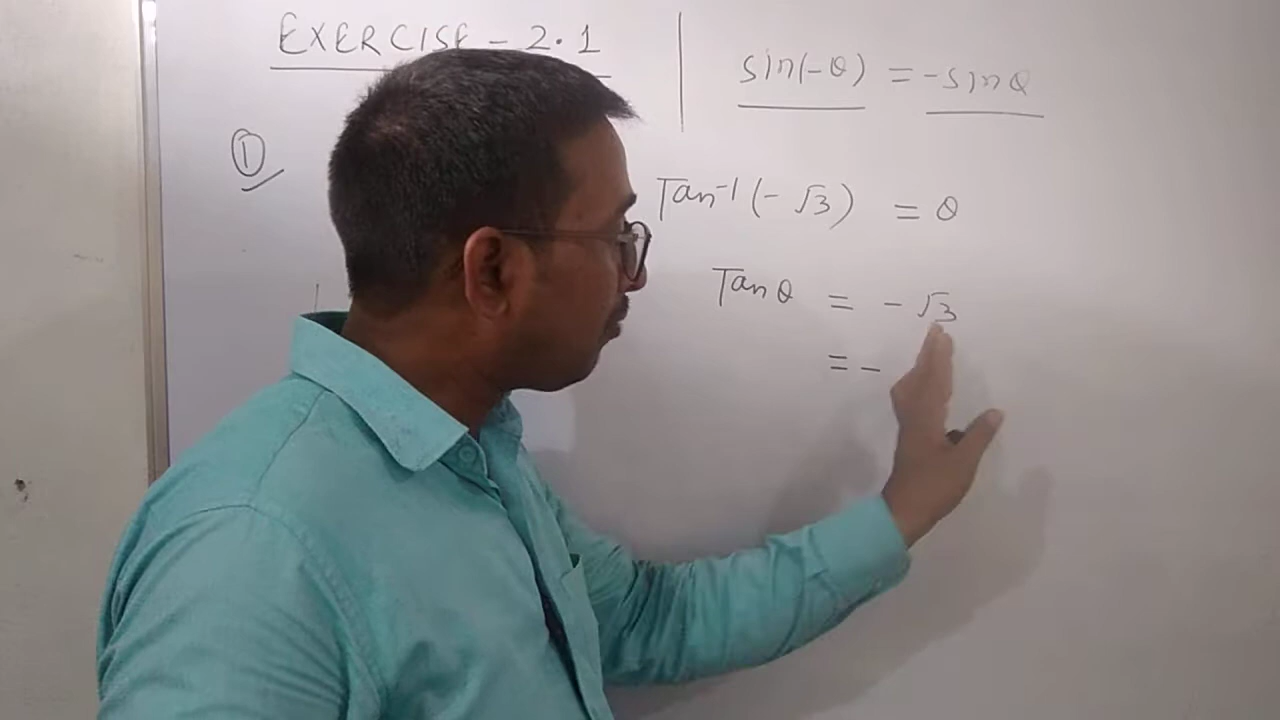 EXERCISE - 2.1
sin(-θ) = -sinθ
①
Tan⁻¹(-√3) = θ
Tanθ = -√3
= -